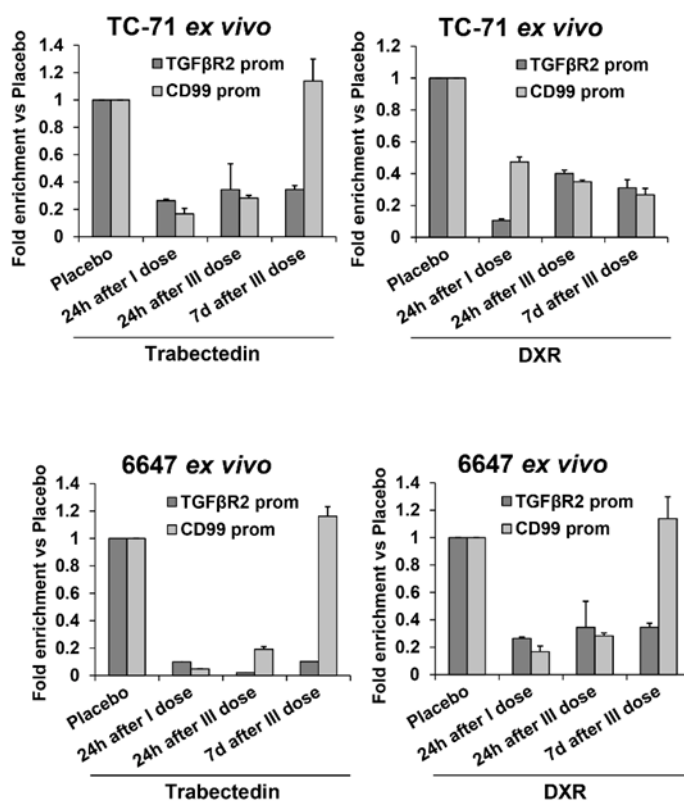 TC-71 ex vivo
Fold enrichment vs Placebo
1.2
1
0.8
0.6
0.4
0.2
0
TGFβR2 prom
CD99 prom
Placebo
24h after I dose
24h after III dose
7d after III dose
Trabectedin
TC-71 ex vivo
Fold enrichment vs Placebo
1.2
1
0.8
0.6
0.4
0.2
0
TGFβR2 prom
CD99 prom
Placebo
24h after I dose
24h after III dose
7d after III dose
DXR
6647 ex vivo
Fold enrichment vs Placebo
1.4
1.2
1
0.8
0.6
0.4
0.2
0
TGFβR2 prom
CD99 prom
Placebo
24h after I dose
24h after III dose
7d after III dose
Trabectedin
6647 ex vivo
Fold enrichment vs Placebo
1.4
1.2
1
0.8
0.6
0.4
0.2
0
TGFβR2 prom
CD99 prom
Placebo
24h after I dose
24h after III dose
7d after III dose
DXR